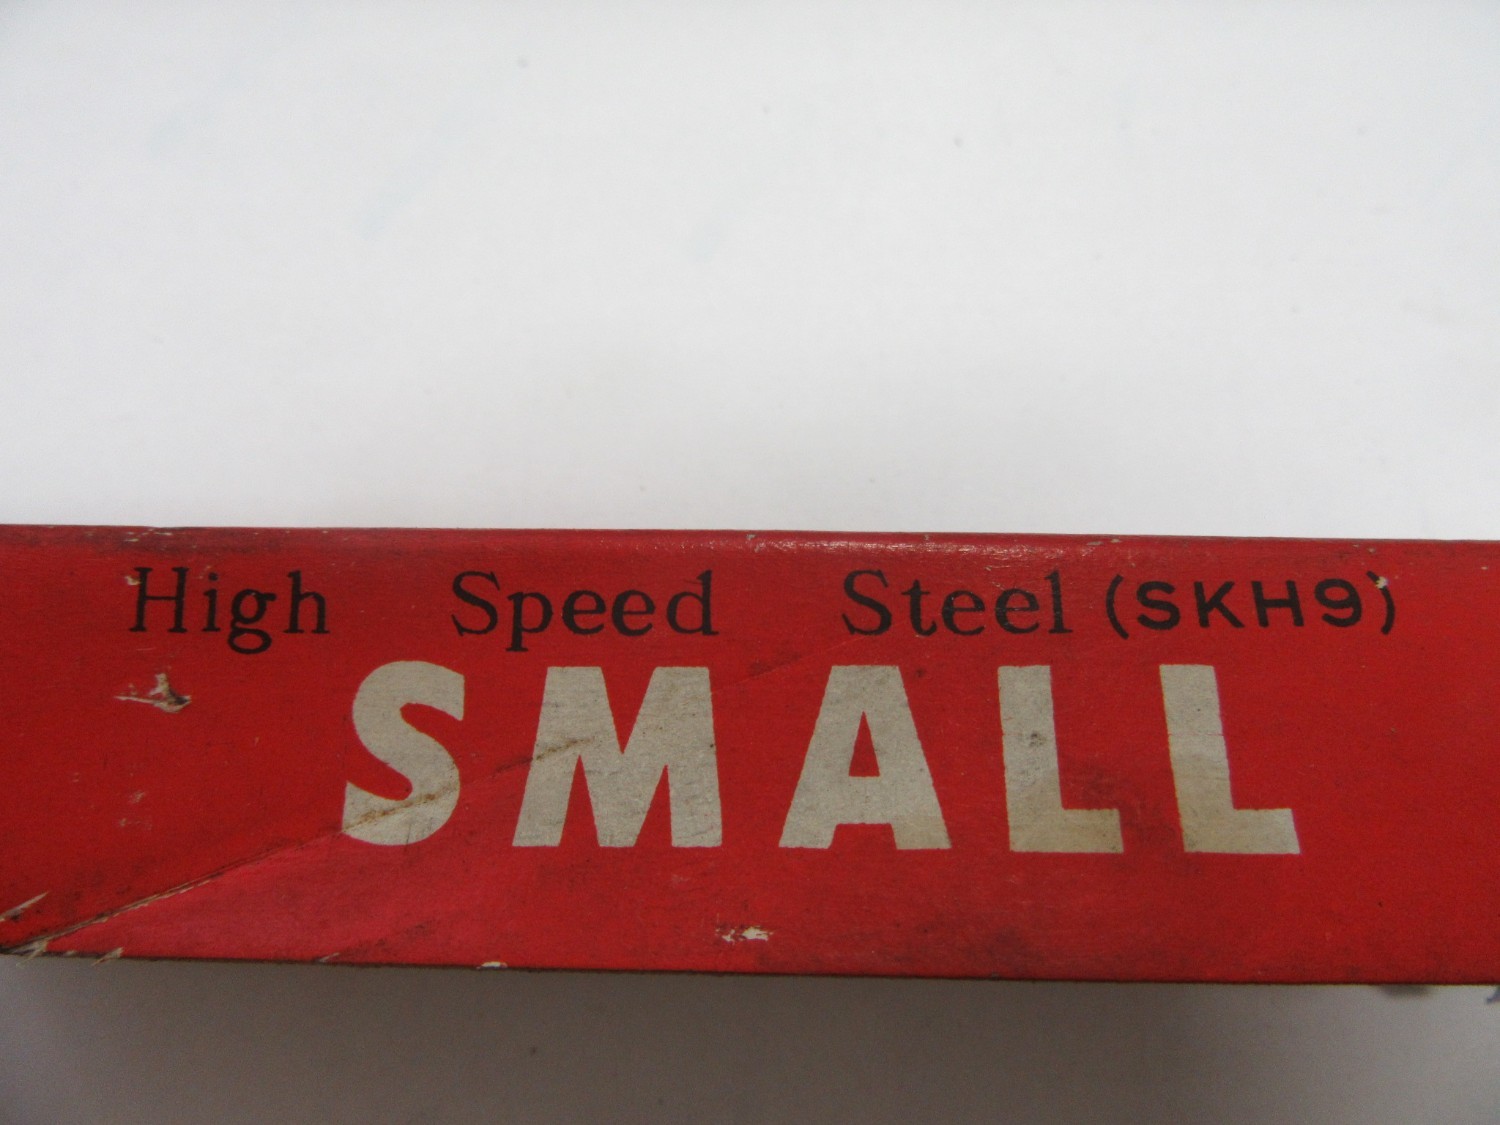 High Speed Steel (SKH9)
SMALL